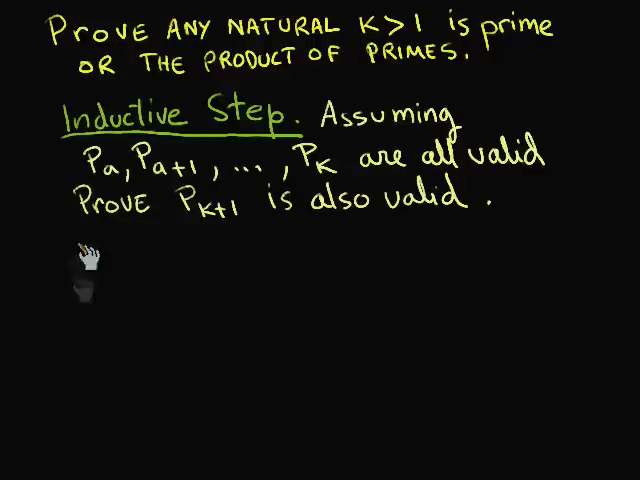 Prove any natural k > 1 is prime
or the product of primes.
Inductive Step. Assuming
Pa, Pa+1, ..., Pk are all valid
Prove Pk+1 is also valid.